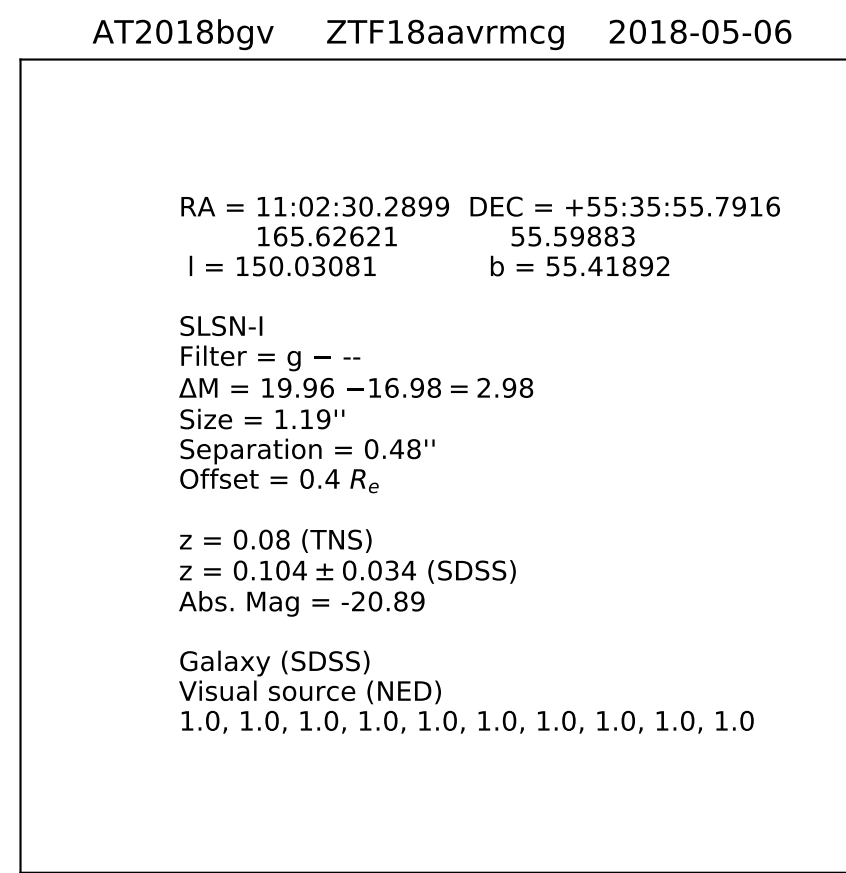 AT2018bgv ZTF18aavrmcg 2018-05-06
RA = 11:02:30.2899 DEC = +55:35:55.7916
165.62621 55.59883
l = 150.03081 b = 55.41892
SLSN-I
Filter = g − --
ΔM = 19.96 −16.98 = 2.98
Size = 1.19''
Separation = 0.48''
Offset = 0.4 Rₑ
z = 0.08 (TNS)
z = 0.104 ± 0.034 (SDSS)
Abs. Mag = -20.89
Galaxy (SDSS)
Visual source (NED)
1.0, 1.0, 1.0, 1.0, 1.0, 1.0, 1.0, 1.0, 1.0, 1.0